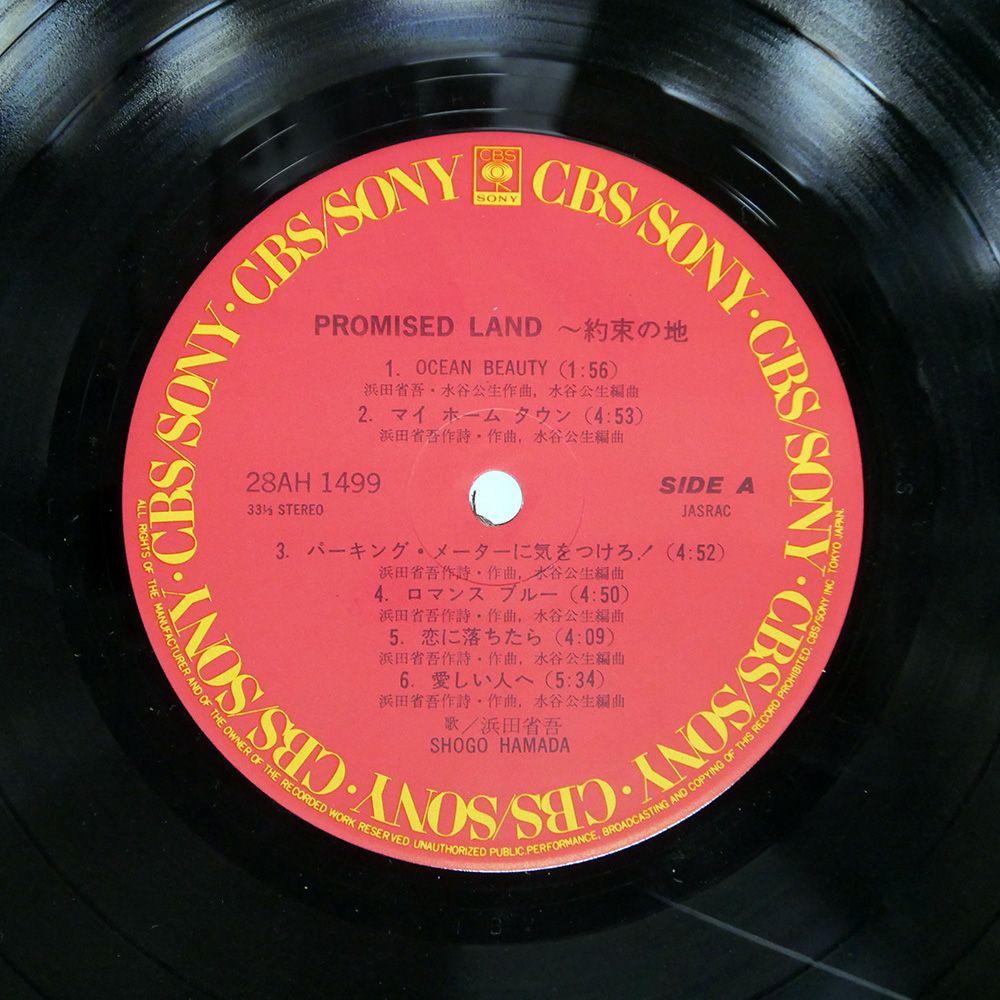 CBS
SONY
CBS/SONY · CBS/SONY · CBS/SONY · CBS/SONY · CBS/SONY · CBS/SONY · CBS/SONY · CBS/SONY
PROMISED LAND ～約束の地
1. OCEAN BEAUTY (1:56)
浜田省吾・水谷公生作曲, 水谷公生編曲
2. マイ ホーム タウン (4:53)
浜田省吾作詩・作曲, 水谷公生編曲
28AH 1499
SIDE A
33⅓ STEREO
JASRAC
3. パーキング・メーターに気をつけろ! (4:52)
浜田省吾作詩・作曲, 水谷公生編曲
4. ロマンス ブルー (4:50)
浜田省吾作詩・作曲, 水谷公生編曲
5. 恋に落ちたら (4:09)
浜田省吾作詩・作曲, 水谷公生編曲
6. 愛しい人へ (5:34)
浜田省吾作詩・作曲, 水谷公生編曲
歌／浜田省吾
SHOGO HAMADA
ALL RIGHTS OF THE MANUFACTURER AND OF THE OWNER OF THE RECORDED WORK RESERVED. UNAUTHORIZED PUBLIC PERFORMANCE, BROADCASTING AND COPYING OF THIS RECORD PROHIBITED. CBS/SONY INC. TOKYO JAPAN.